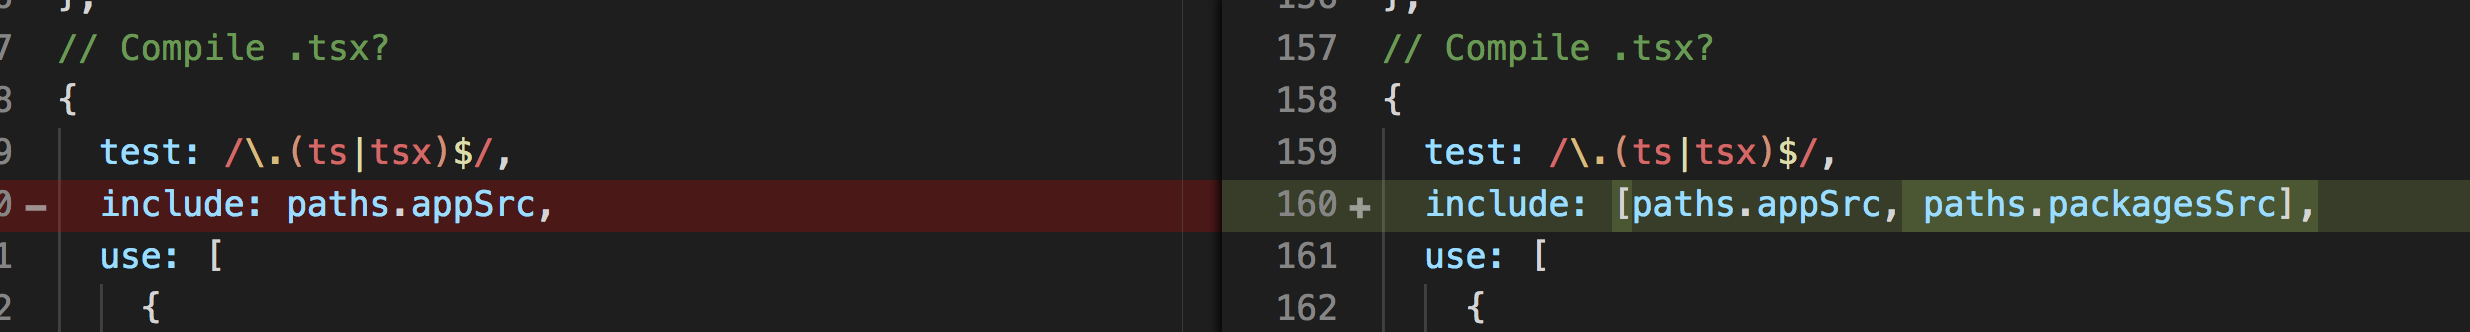 },
7 // Compile .tsx?
8 {
9 test: /\.(ts|tsx)$/,
0 − include: paths.appSrc,
1 use: [
2 {
156 },
157 // Compile .tsx?
158 {
159 test: /\.(ts|tsx)$/,
160 + include: [paths.appSrc, paths.packagesSrc],
161 use: [
162 {